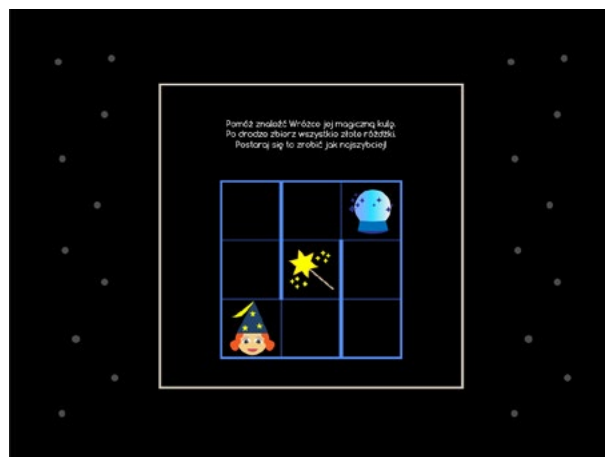 Pomóż znaleźć Wróżce jej magiczną kulę.
Po drodze zbierz wszystkie złote różdżki.
Postaraj się to zrobić jak najszybciej!